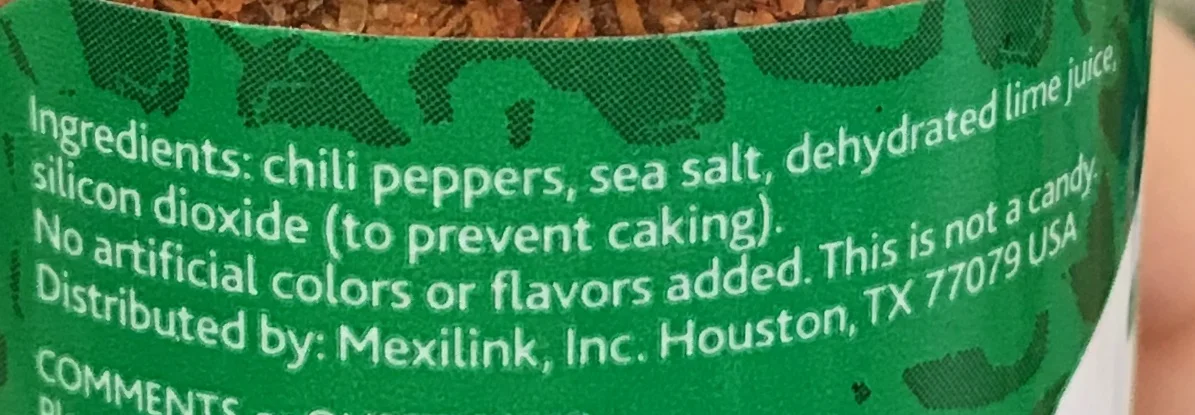 Ingredients: chili peppers, sea salt, dehydrated lime juice,
silicon dioxide (to prevent caking).
No artificial colors or flavors added. This is not a candy.
Distributed by: Mexilink, Inc. Houston, TX 77079 USA
COMMENTS